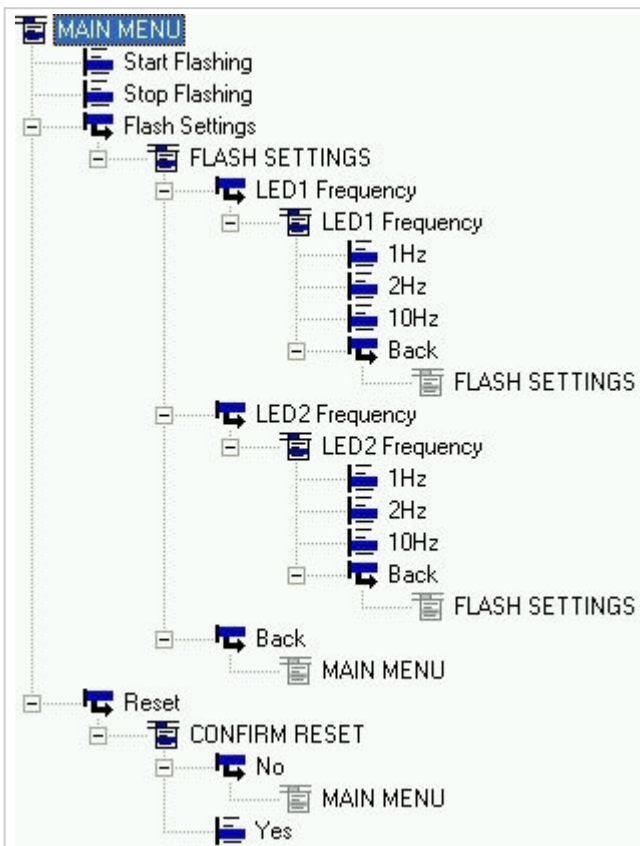 MAIN MENU
Start Flashing
Stop Flashing
Flash Settings
FLASH SETTINGS
LED1 Frequency
LED1 Frequency
1Hz
2Hz
10Hz
Back
FLASH SETTINGS
LED2 Frequency
LED2 Frequency
1Hz
2Hz
10Hz
Back
FLASH SETTINGS
Back
MAIN MENU
Reset
CONFIRM RESET
No
MAIN MENU
Yes